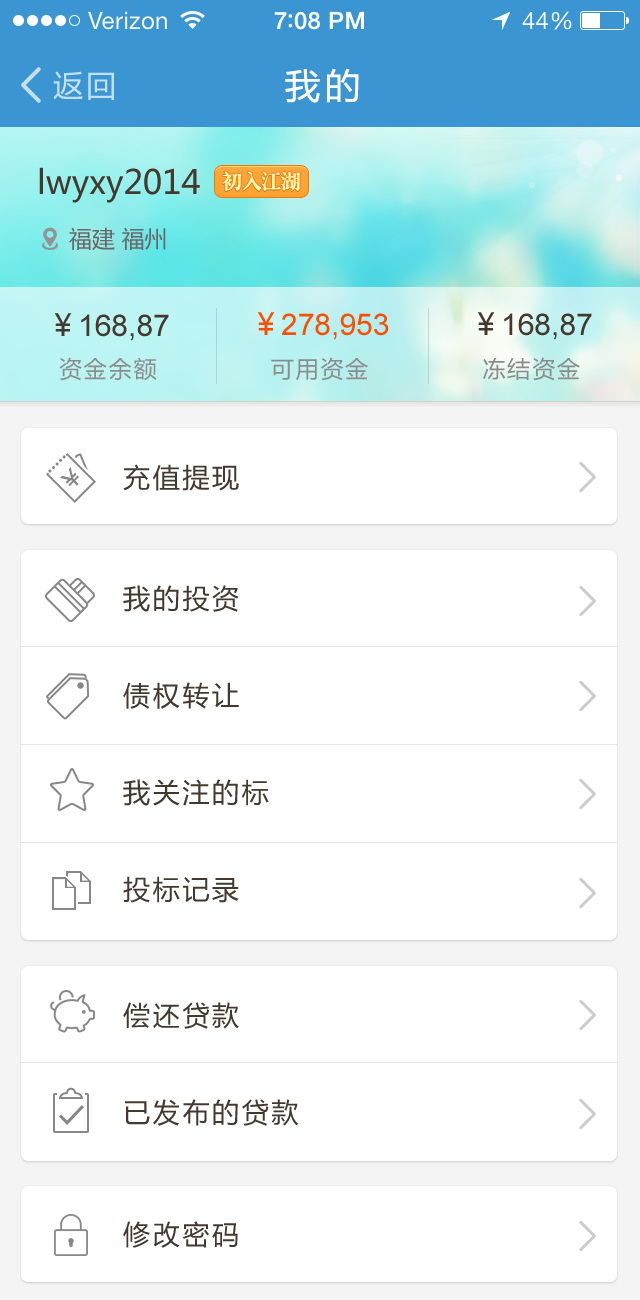 Verizon 7:08 PM 44%
返回 我的
lwyxy2014 初入江湖
福建 福州
¥ 168,87 ¥ 278,953 ¥ 168,87
资金余额 可用资金 冻结资金
充值提现
我的投资
债权转让
我关注的标
投标记录
偿还贷款
已发布的贷款
修改密码